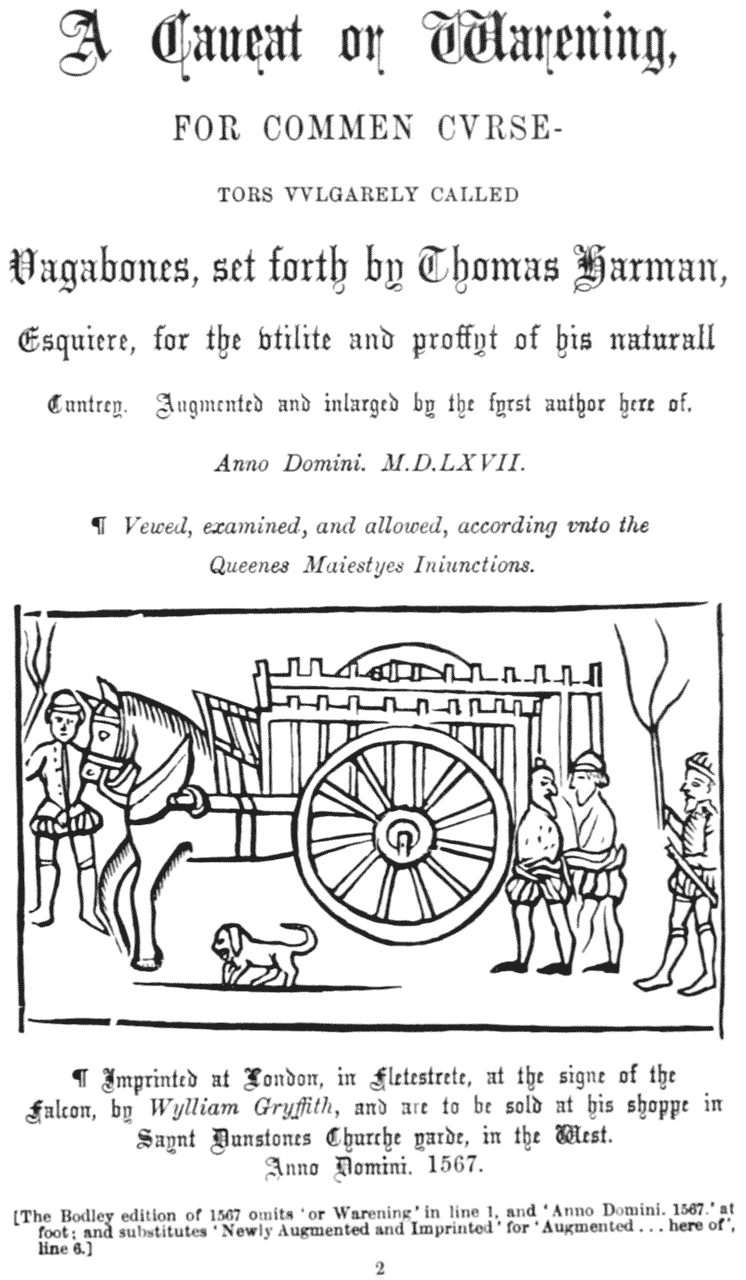 A Caueat or Warening,
FOR COMMEN CVRSE-
TORS VVLGARELY CALLED
Vagabones, set forth by Thomas Harman,
Esquiere, for the vtilite and proffyt of his naturall
Cuntrey. Augmented and inlarged by the fyrst author here of.
Anno Domini. M.D.LXVII.
¶ Vewed, examined, and allowed, according vnto the
Queenes Maiestyes Iniunctions.
¶ Imprinted at London, in Fletestrete, at the signe of the
Falcon, by Wylliam Gryffith, and are to be sold at his shoppe in
Saynt Dunstones Churche yarde, in the West.
Anno Domini. 1567.
[The Bodley edition of 1567 omits ‘or Warening’ in line 1, and ‘Anno Domini. 1567.’ at
foot; and substitutes ‘Newly Augmented and Imprinted’ for ‘Augmented . . . here of’,
line 6.]
2